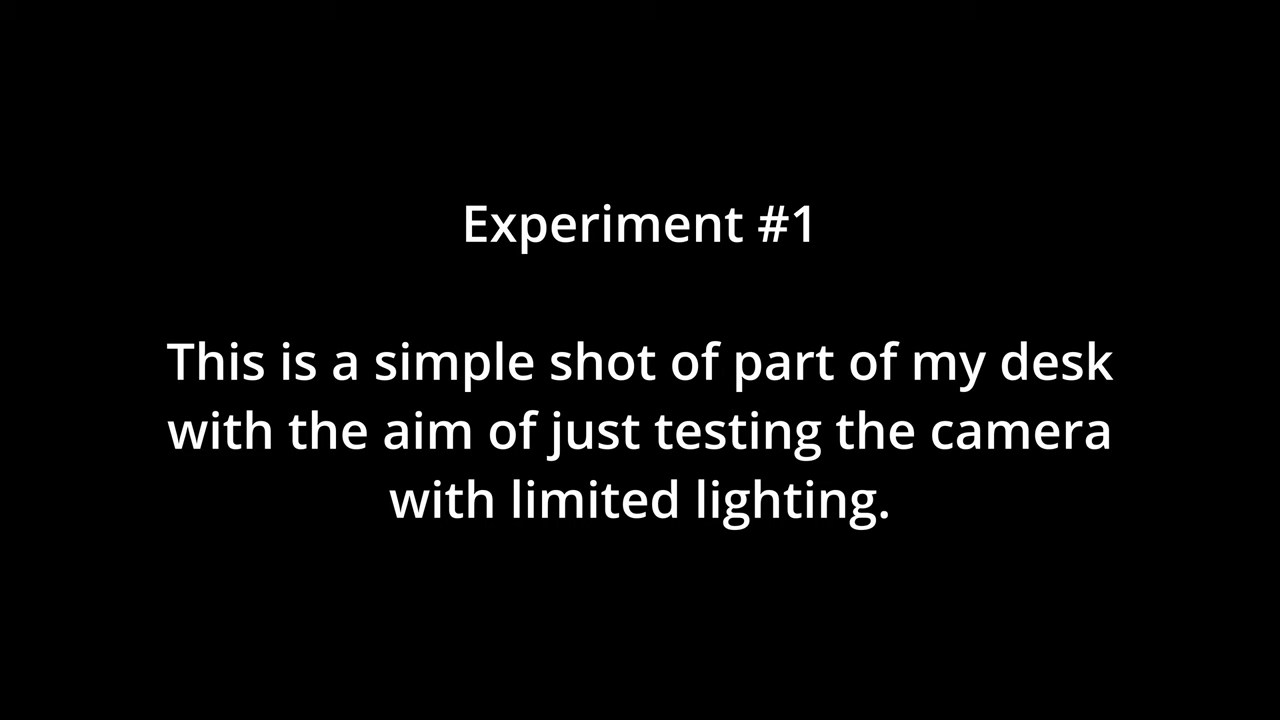 Experiment #1
This is a simple shot of part of my desk
with the aim of just testing the camera
with limited lighting.